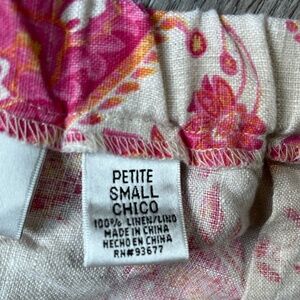 PETITE
SMALL
CHICO
100% LINEN/LINO
MADE IN CHINA
HECHO EN CHINA
RN#93677